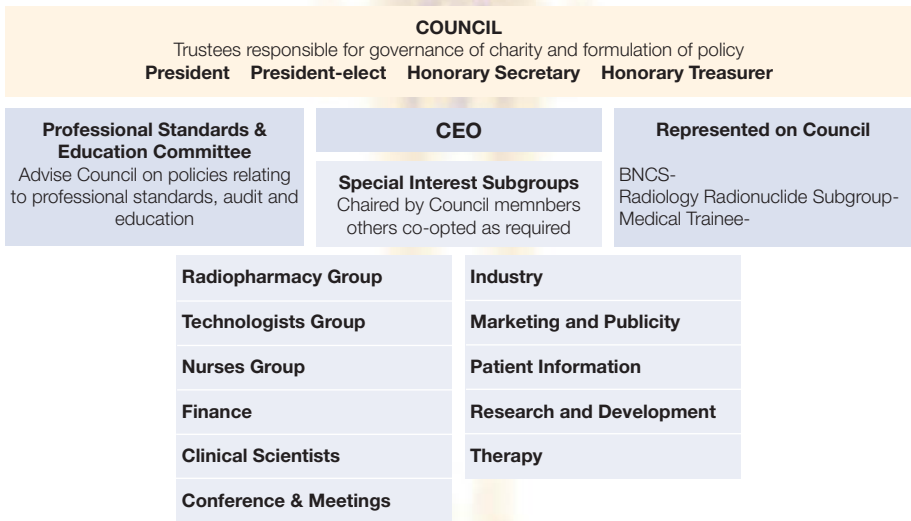 COUNCIL
Trustees responsible for governance of charity and formulation of policy
President President-elect Honorary Secretary Honorary Treasurer
Professional Standards &
Education Committee
Advise Council on policies relating
to professional standards, audit and
education
CEO
Special Interest Subgroups
Chaired by Council memnbers
others co-opted as required
Represented on Council
BNCS-
Radiology Radionuclide Subgroup-
Medical Trainee-
Radiopharmacy Group
Technologists Group
Nurses Group
Finance
Clinical Scientists
Conference & Meetings
Industry
Marketing and Publicity
Patient Information
Research and Development
Therapy